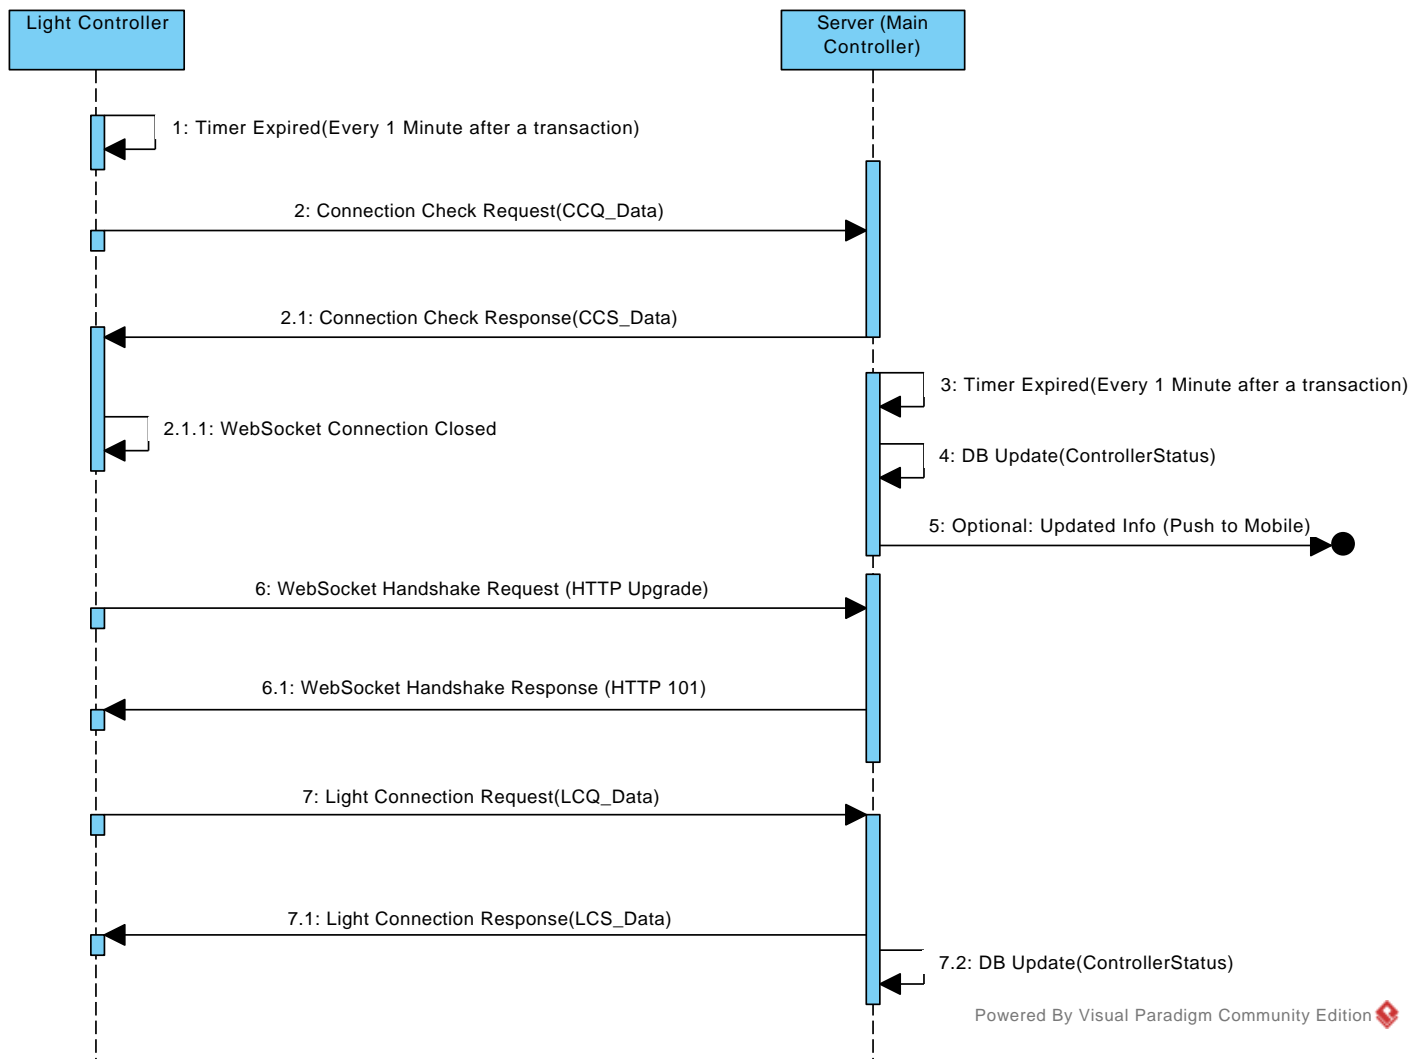 Light Controller
Server (Main
Controller)
1: Timer Expired(Every 1 Minute after a transaction)
2: Connection Check Request(CCQ_Data)
2.1: Connection Check Response(CCS_Data)
3: Timer Expired(Every 1 Minute after a transaction)
2.1.1: WebSocket Connection Closed
4: DB Update(ControllerStatus)
5: Optional: Updated Info (Push to Mobile)
6: WebSocket Handshake Request (HTTP Upgrade)
6.1: WebSocket Handshake Response (HTTP 101)
7: Light Connection Request(LCQ_Data)
7.1: Light Connection Response(LCS_Data)
7.2: DB Update(ControllerStatus)
Powered By Visual Paradigm Community Edition